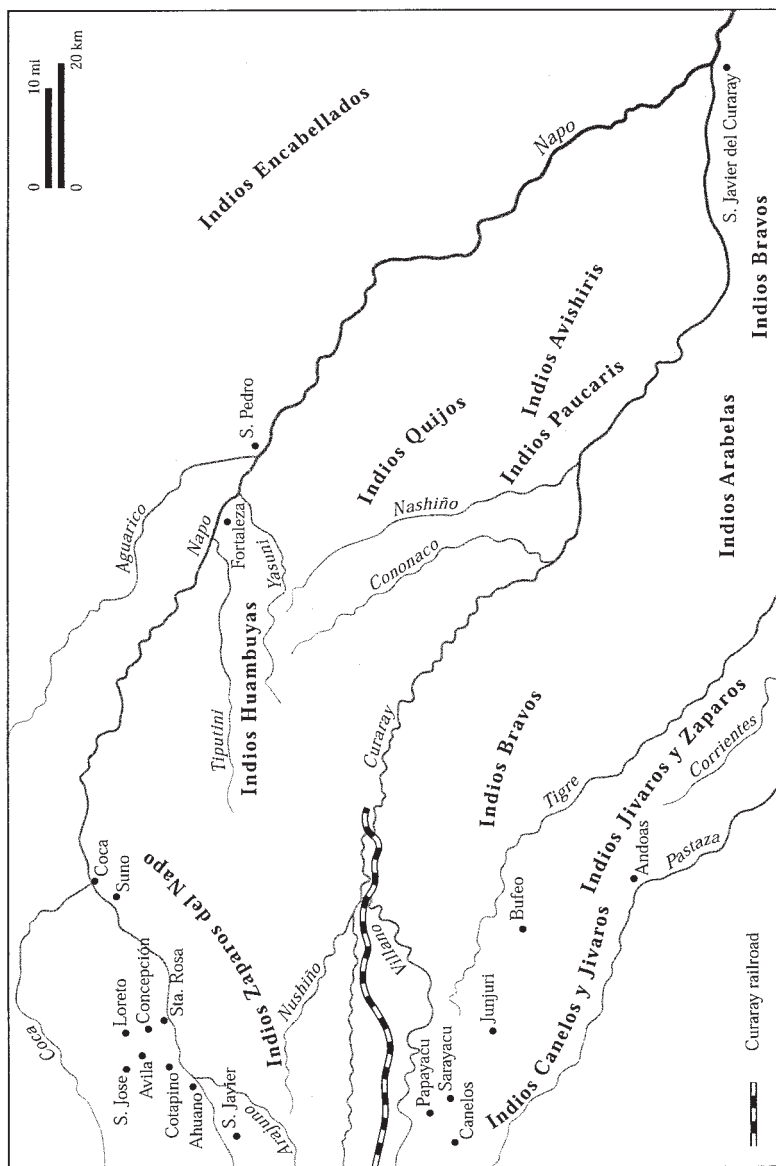 0 10 mi
0 20 km
Indios Encabellados
Napo
S. Javier del Curaray
Indios Bravos
Indios Avishiris
Indios Paucaris
Indios Quijos
Indios Arabelas
S. Pedro
Aguarico
Napo
Fortaleza
Yasuni
Nashiño
Cononaco
Tiputini
Indios Huambuyas
Curaray
Indios Bravos
Tigre
Indios Jivaros y Zaparos
Corrientes
Pastaza
Andoas
Coca
Suno
Indios Zaparos del Napo
Coca
Loreto
Concepción
Sta. Rosa
S. Jose
Avila
Cotapino
Ahuano
S. Javier
Arajuno
Nushiño
Villano
Bufeo
Junjuri
Papayacu
Sarayacu
Canelos
Indios Canelos y Jivaros
Curaray railroad